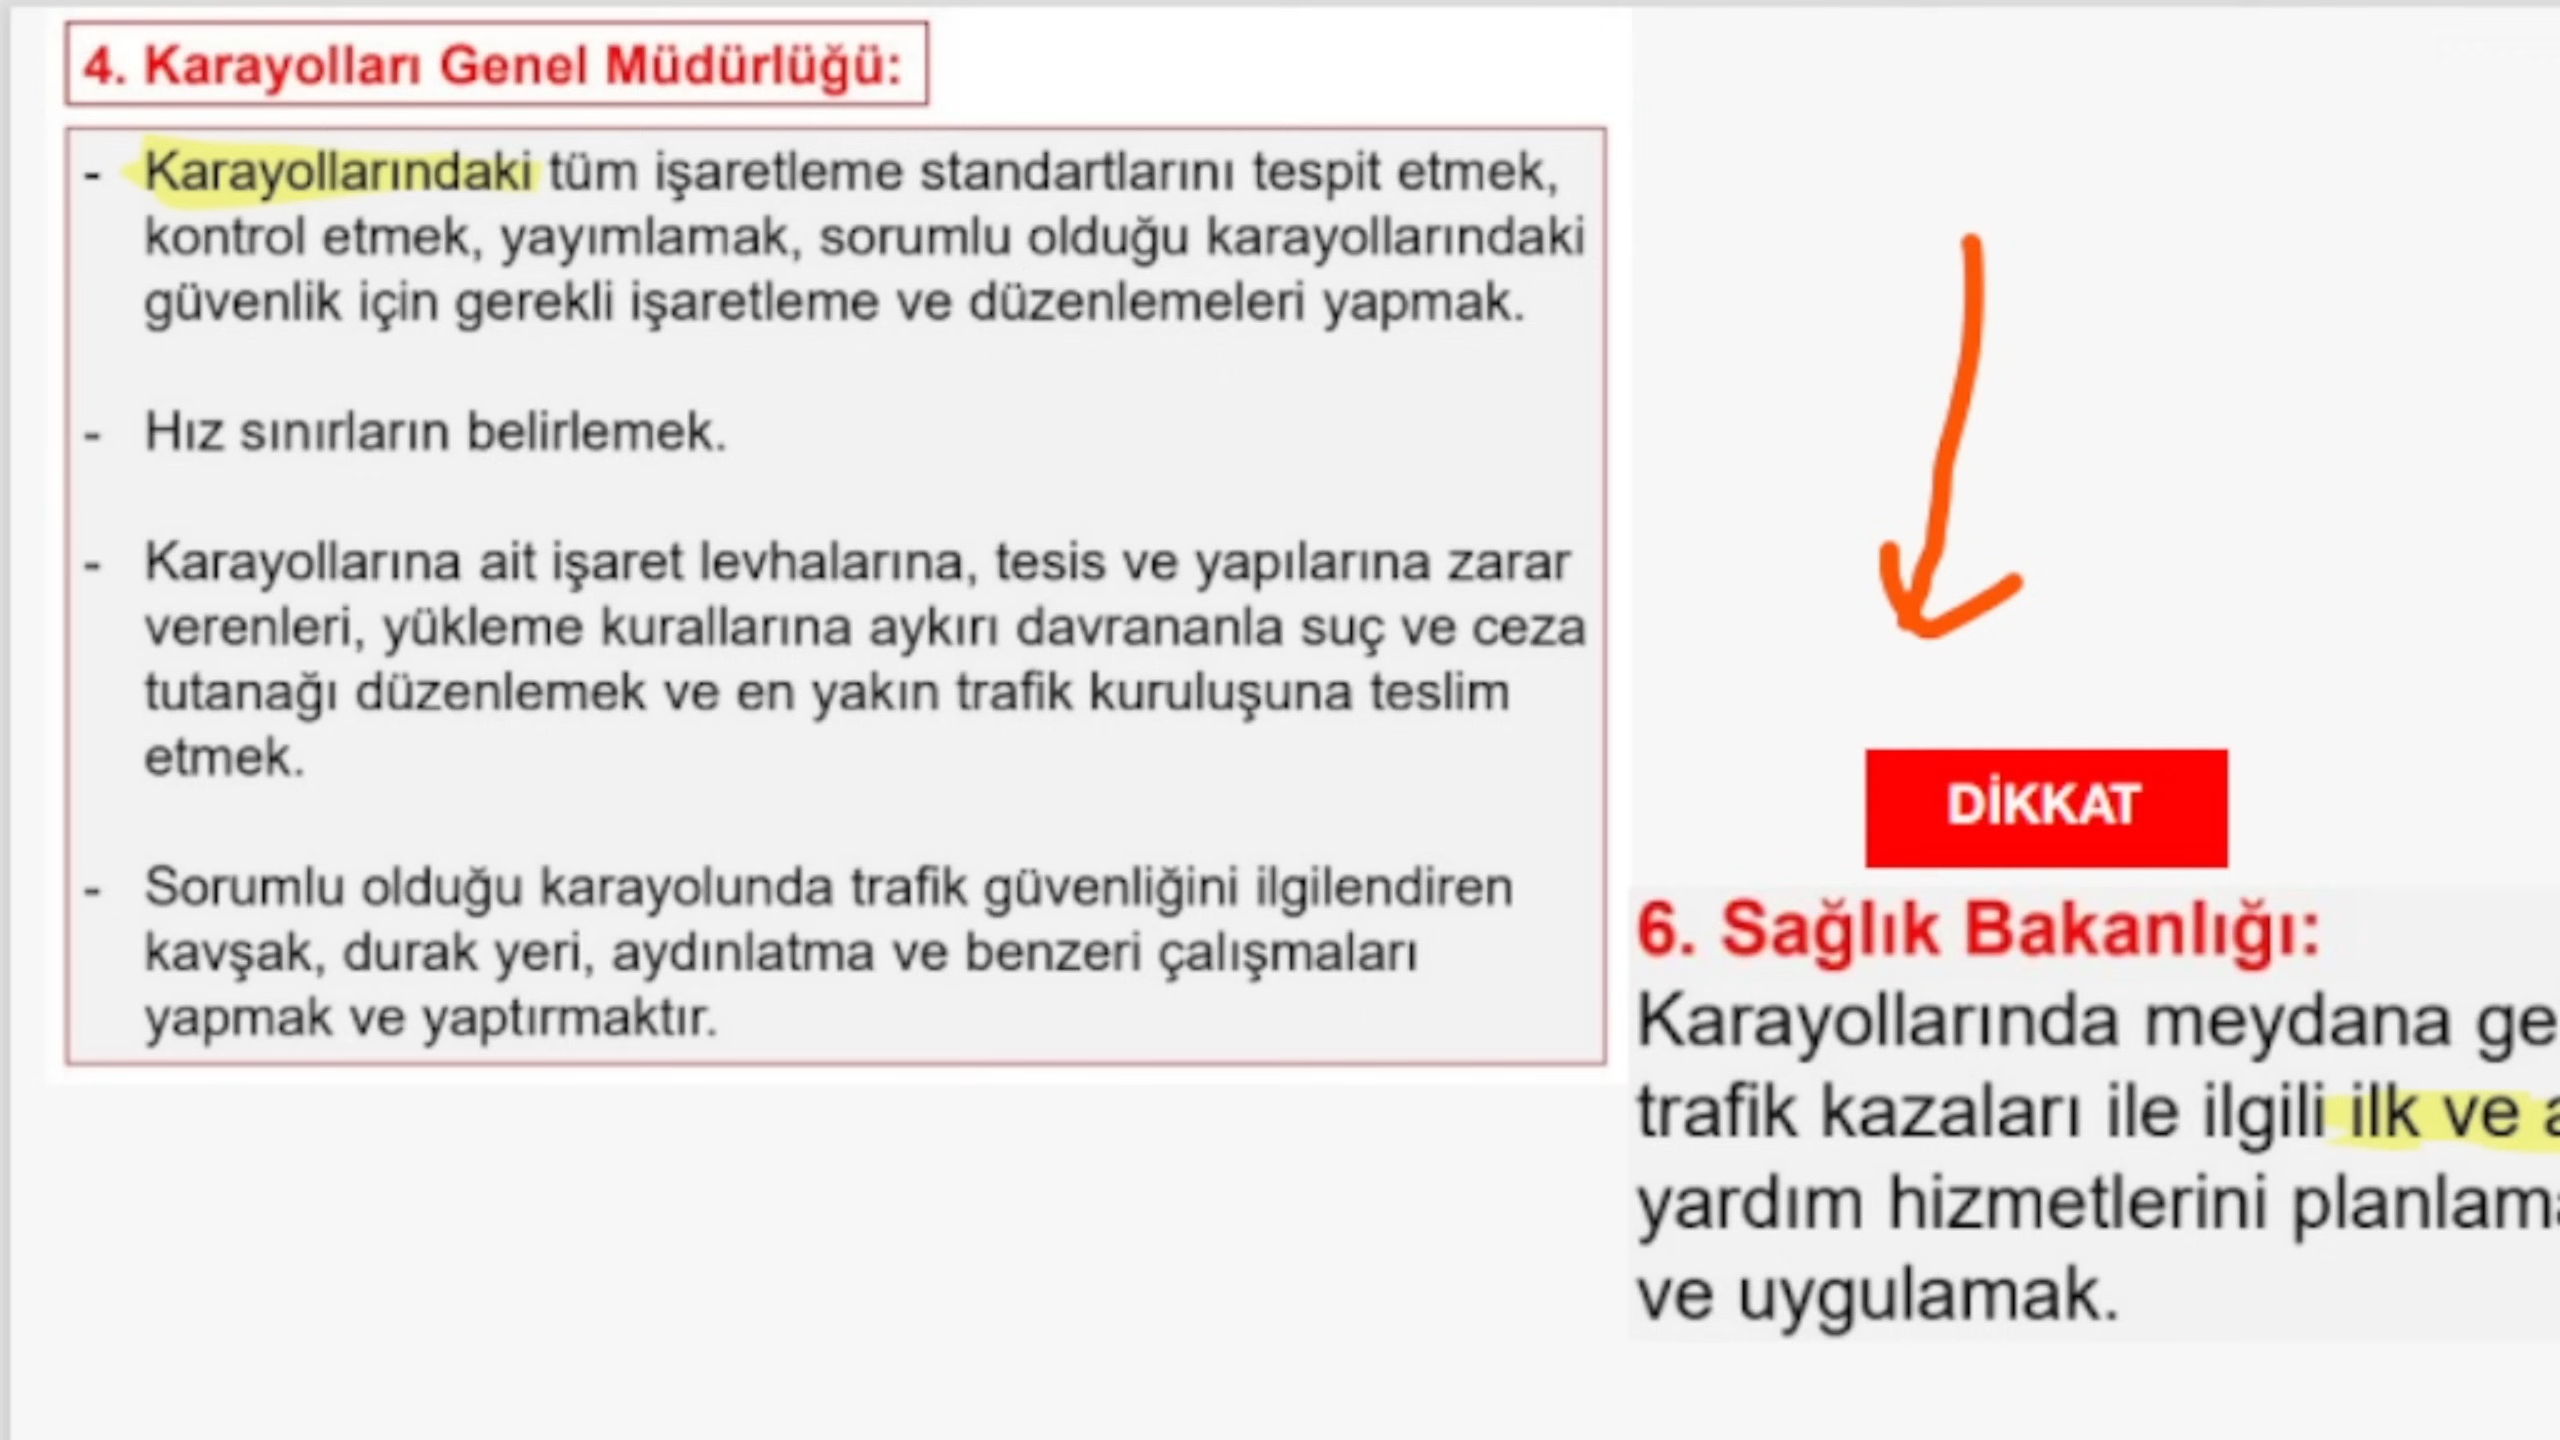 4. Karayolları Genel Müdürlüğü:
- Karayollarındaki tüm işaretleme standartlarını tespit etmek,
kontrol etmek, yayımlamak, sorumlu olduğu karayollarındaki
güvenlik için gerekli işaretleme ve düzenlemeleri yapmak.
- Hız sınırların belirlemek.
- Karayollarına ait işaret levhalarına, tesis ve yapılarına zarar
verenleri, yükleme kurallarına aykırı davrananla suç ve ceza
tutanağı düzenlemek ve en yakın trafik kuruluşuna teslim
etmek.
- Sorumlu olduğu karayolunda trafik güvenliğini ilgilendiren
kavşak, durak yeri, aydınlatma ve benzeri çalışmaları
yapmak ve yaptırmaktır.
DİKKAT
6. Sağlık Bakanlığı:
Karayollarında meydana
trafik kazaları ile ilgili ilk ve
yardım hizmetlerini
ve uygulamak.